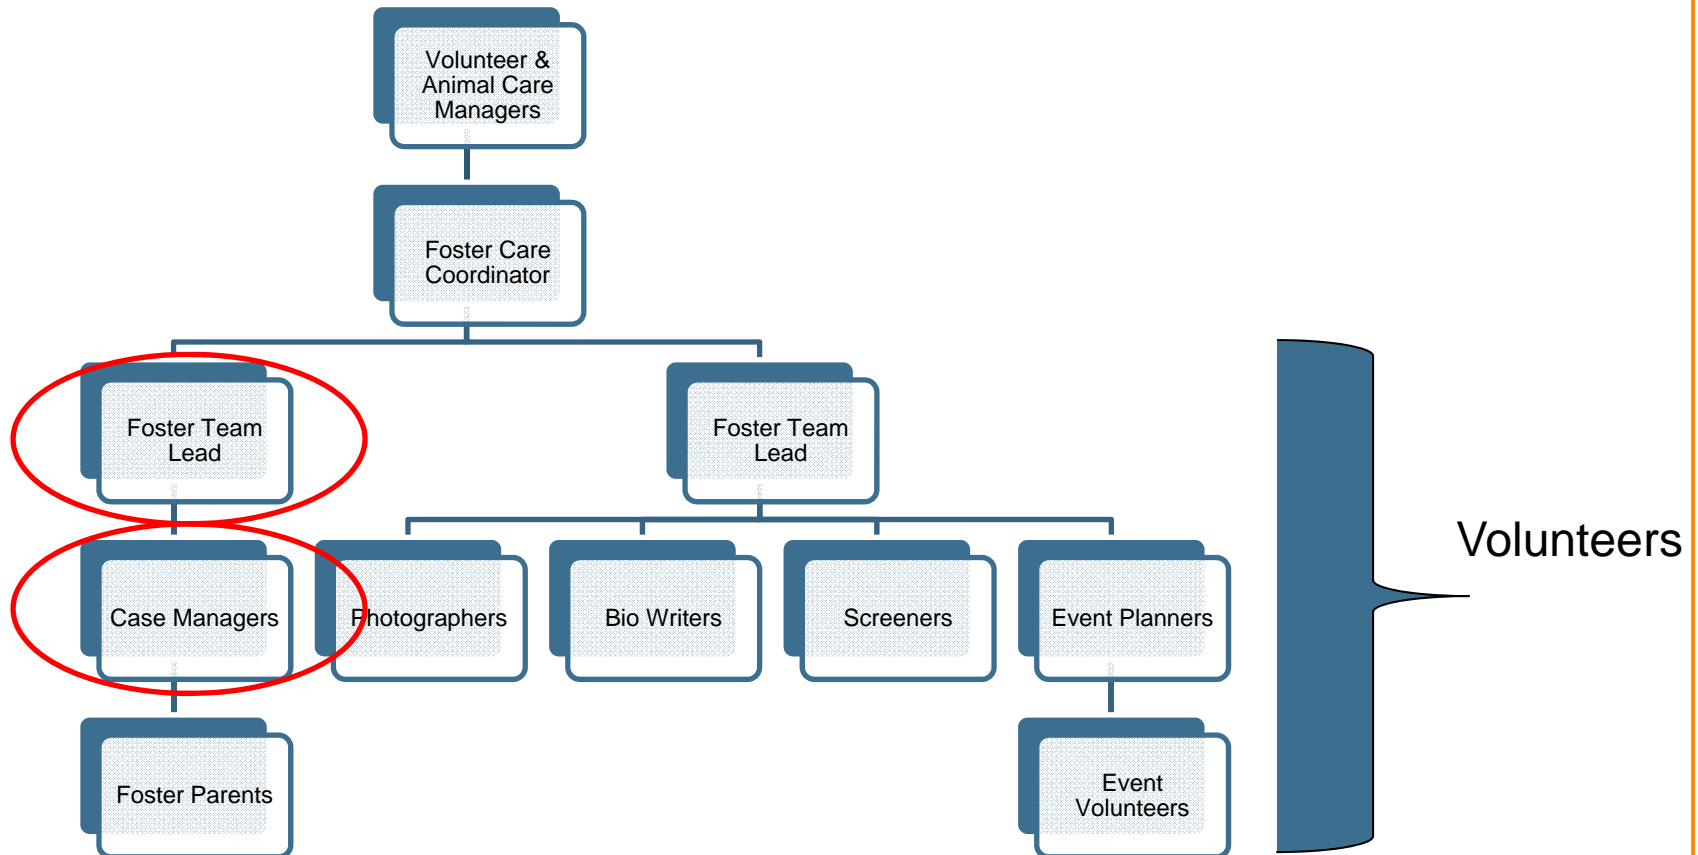 Volunteer &
Animal Care
Managers
Foster Care
Coordinator
Foster Team
Lead
Foster Team
Lead
Volunteers
Case Managers
Photographers
Bio Writers
Screeners
Event Planners
Foster Parents
Event
Volunteers